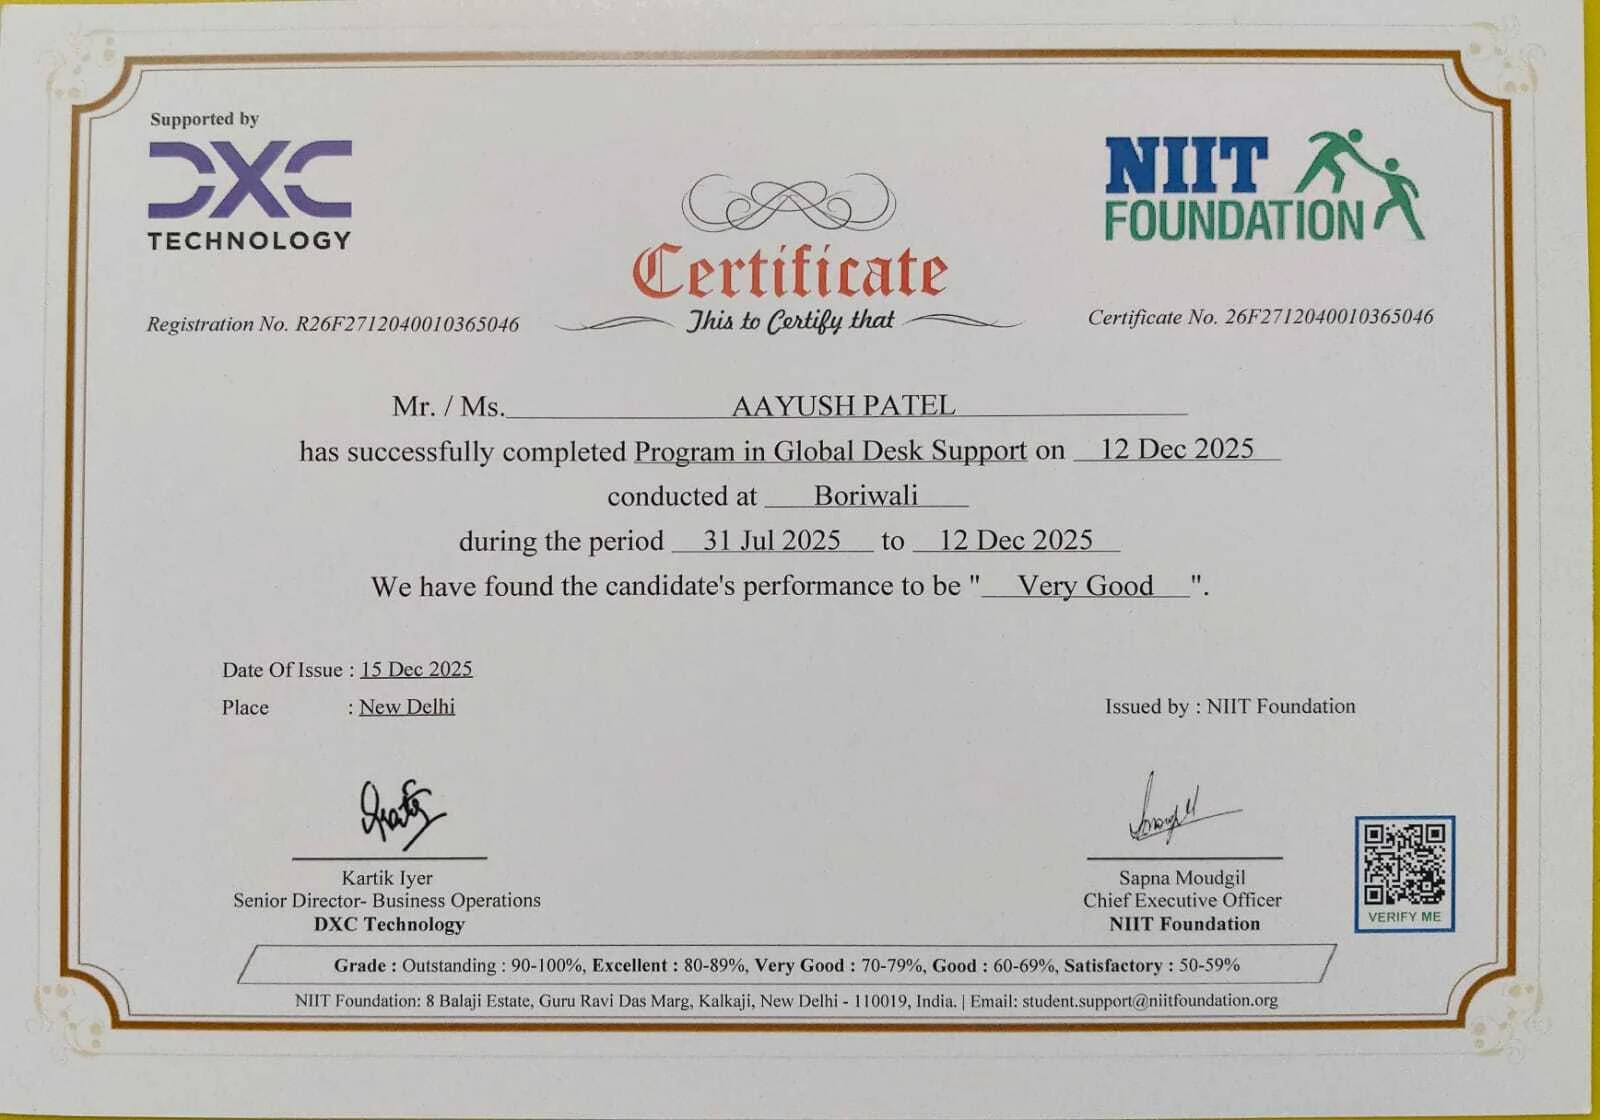 Supported by
DXC
TECHNOLOGY
NIIT
FOUNDATION
Certificate
This to Certify that
Registration No. R26F2712040010365046
Certificate No. 26F2712040010365046
Mr. / Ms. AAYUSH PATEL
has successfully completed Program in Global Desk Support on 12 Dec 2025
conducted at Boriwali
during the period 31 Jul 2025 to 12 Dec 2025
We have found the candidate's performance to be " Very Good ".
Date Of Issue : 15 Dec 2025
Place : New Delhi
Issued by : NIIT Foundation
Kartik Iyer
Senior Director- Business Operations
DXC Technology
Sapna Moudgil
Chief Executive Officer
NIIT Foundation
VERIFY ME
Grade : Outstanding : 90-100%, Excellent : 80-89%, Very Good : 70-79%, Good : 60-69%, Satisfactory : 50-59%
NIIT Foundation: 8 Balaji Estate, Guru Ravi Das Marg, Kalkaji, New Delhi - 110019, India. | Email: student.support@niitfoundation.org